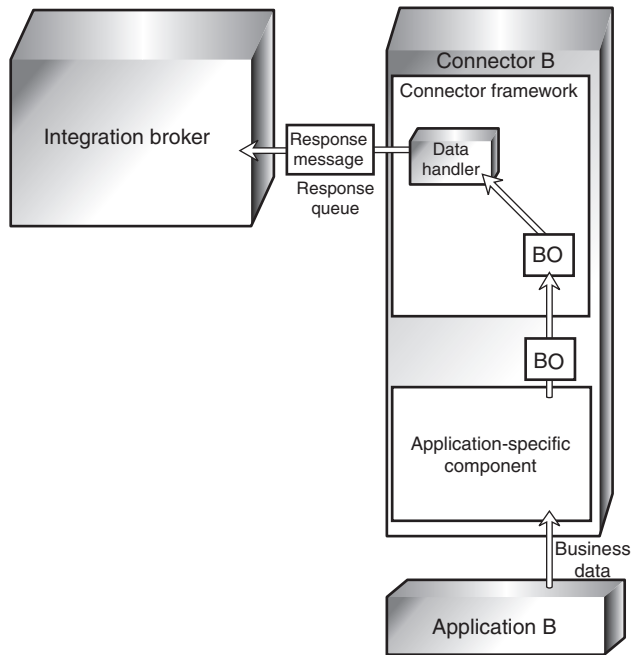 Connector B
Connector framework
Integration broker
Response
message
Response
queue
Data
handler
BO
BO
Application-specific
component
Business
data
Application B